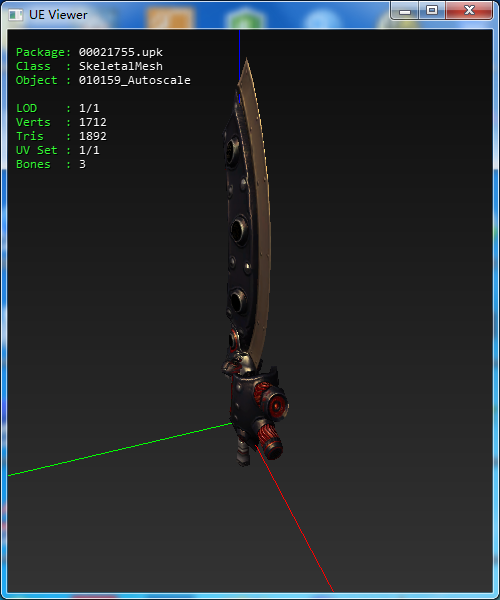 UE Viewer
Package: 00021755.upk
Class : SkeletalMesh
Object : 010159_Autoscale
LOD : 1/1
Verts : 1712
Tris : 1892
UV Set : 1/1
Bones : 3